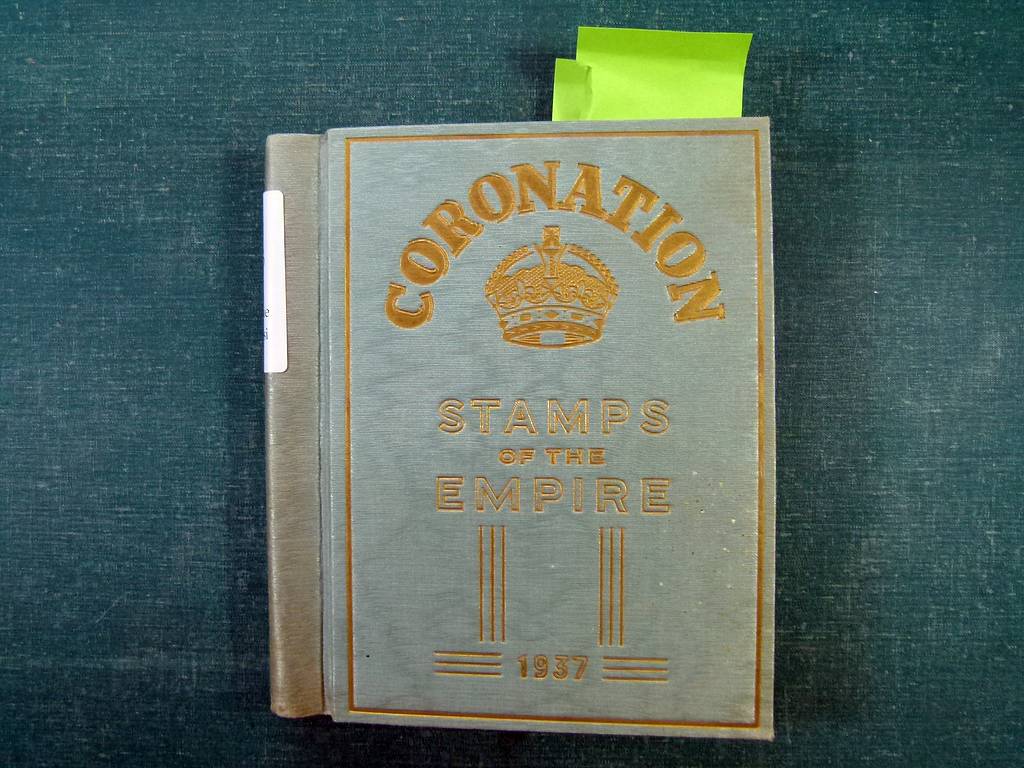 CORONATION
STAMPS
OF THE
EMPIRE
1937